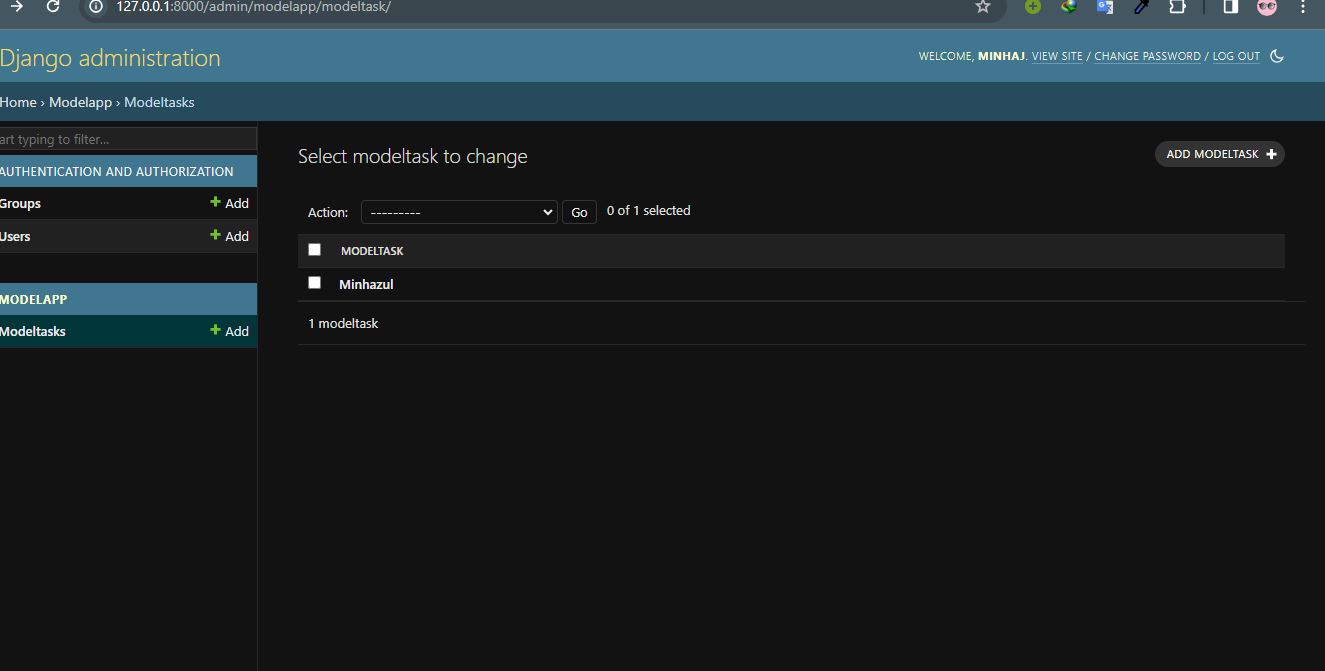 127.0.0.1:8000/admin/modelapp/modeltask/
Django administration
WELCOME, MINHAJ. VIEW SITE / CHANGE PASSWORD / LOG OUT
Home › Modelapp › Modeltasks
art typing to filter...
AUTHENTICATION AND AUTHORIZATION
Groups + Add
Users + Add
MODELAPP
Modeltasks + Add
Select modeltask to change
ADD MODELTASK +
Action: --------- Go 0 of 1 selected
MODELTASK
Minhazul
1 modeltask